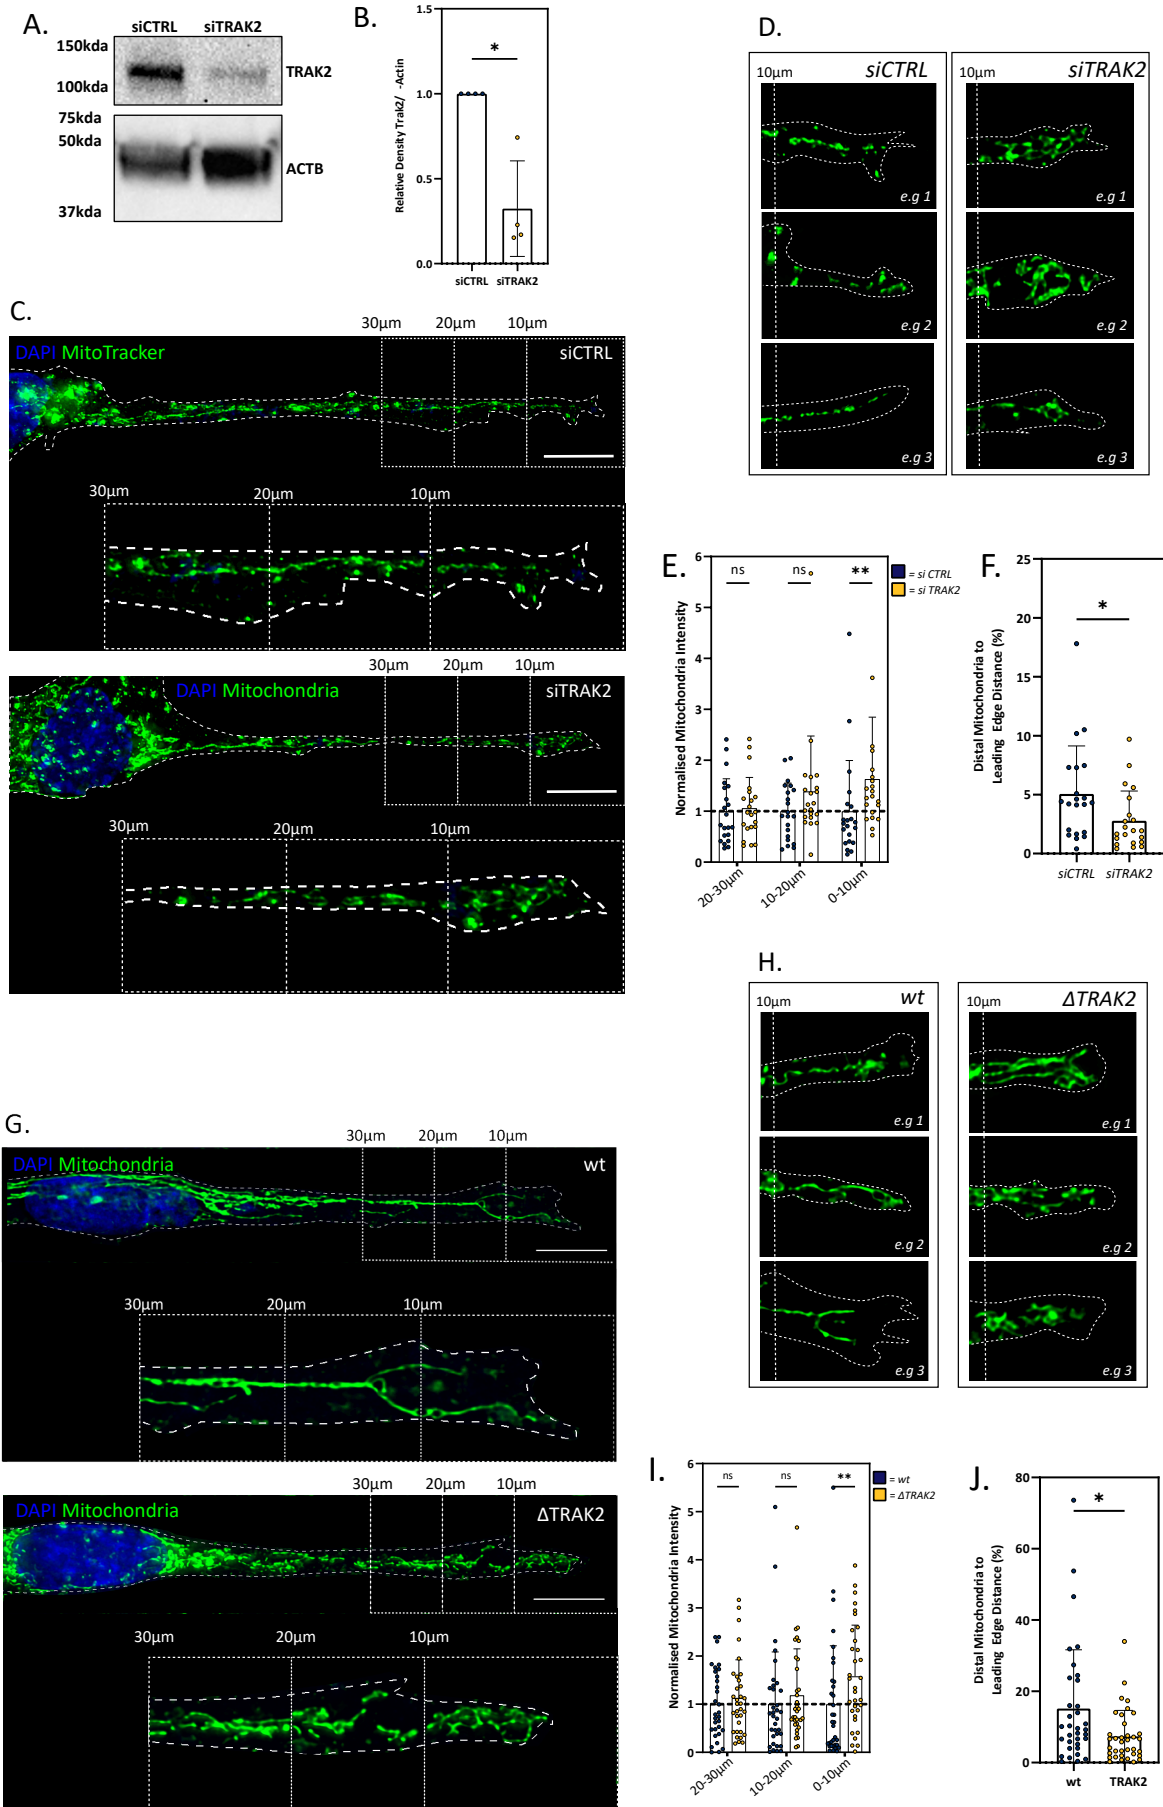 A.
siCTRL siTRAK2
150kda
100kda
TRAK2
75kda
50kda
37kda
ACTB
B.
Relative Density Trak2/ -Actin
1.5
1.0
0.5
0.0
*
siCTRL siTRAK2
C.
30µm 20µm 10µm
DAPI MitoTracker
siCTRL
30µm 20µm 10µm
30µm 20µm 10µm
DAPI Mitochondria
siTRAK2
30µm 20µm 10µm
D.
10µm siCTRL
e.g 1
e.g 2
e.g 3
10µm siTRAK2
e.g 1
e.g 2
e.g 3
E.
Normalised Mitochondria Intensity
6
5
4
3
2
1
0
ns ns **
= si CTRL
= si TRAK2
20-30µm 10-20µm 0-10µm
F.
Distal Mitochondria to
Leading Edge Distance (%)
25
20
15
10
5
0
*
siCTRL siTRAK2
G.
30µm 20µm 10µm
DAPI Mitochondria
wt
30µm 20µm 10µm
30µm 20µm 10µm
DAPI Mitochondria
ΔTRAK2
30µm 20µm 10µm
H.
10µm wt
e.g 1
e.g 2
e.g 3
10µm ΔTRAK2
e.g 1
e.g 2
e.g 3
I.
Normalised Mitochondria Intensity
6
5
4
3
2
1
0
ns ns **
= wt
= ΔTRAK2
20-30µm 10-20µm 0-10µm
J.
Distal Mitochondria to
Leading Edge Distance (%)
80
60
40
20
0
*
wt TRAK2